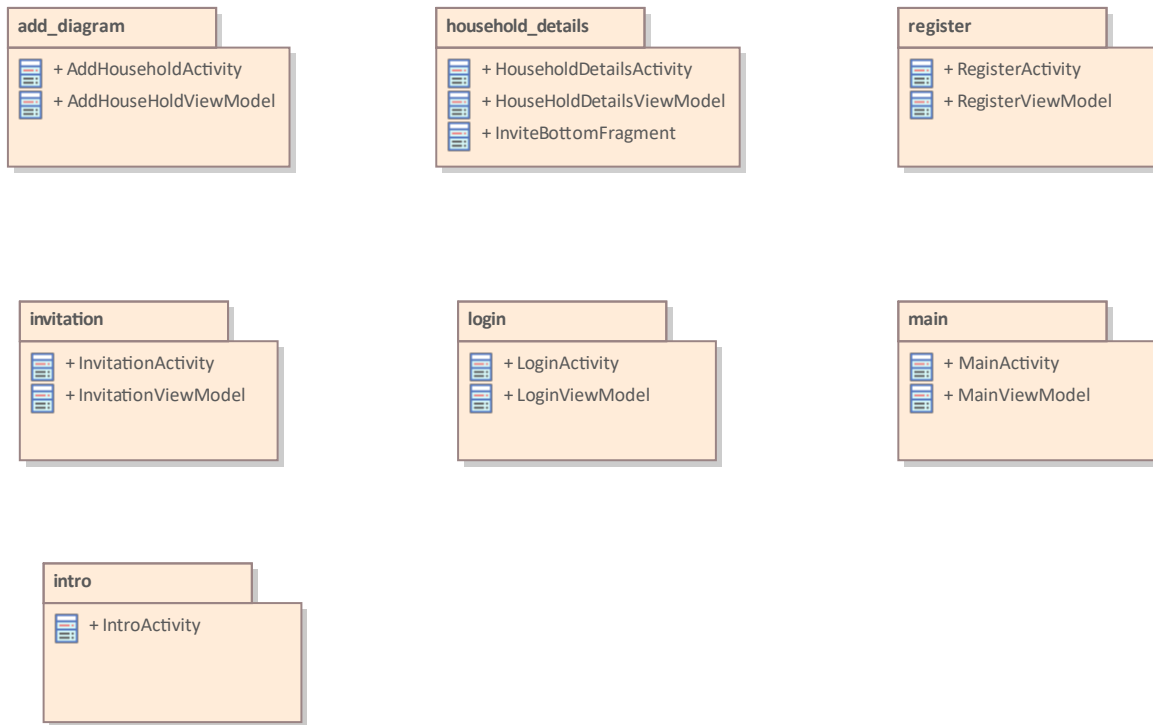 add_diagram
+ AddHouseholdActivity
+ AddHouseHoldViewModel
household_details
+ HouseholdDetailsActivity
+ HouseHoldDetailsViewModel
+ InviteBottomFragment
register
+ RegisterActivity
+ RegisterViewModel
invitation
+ InvitationActivity
+ InvitationViewModel
login
+ LoginActivity
+ LoginViewModel
main
+ MainActivity
+ MainViewModel
intro
+ IntroActivity